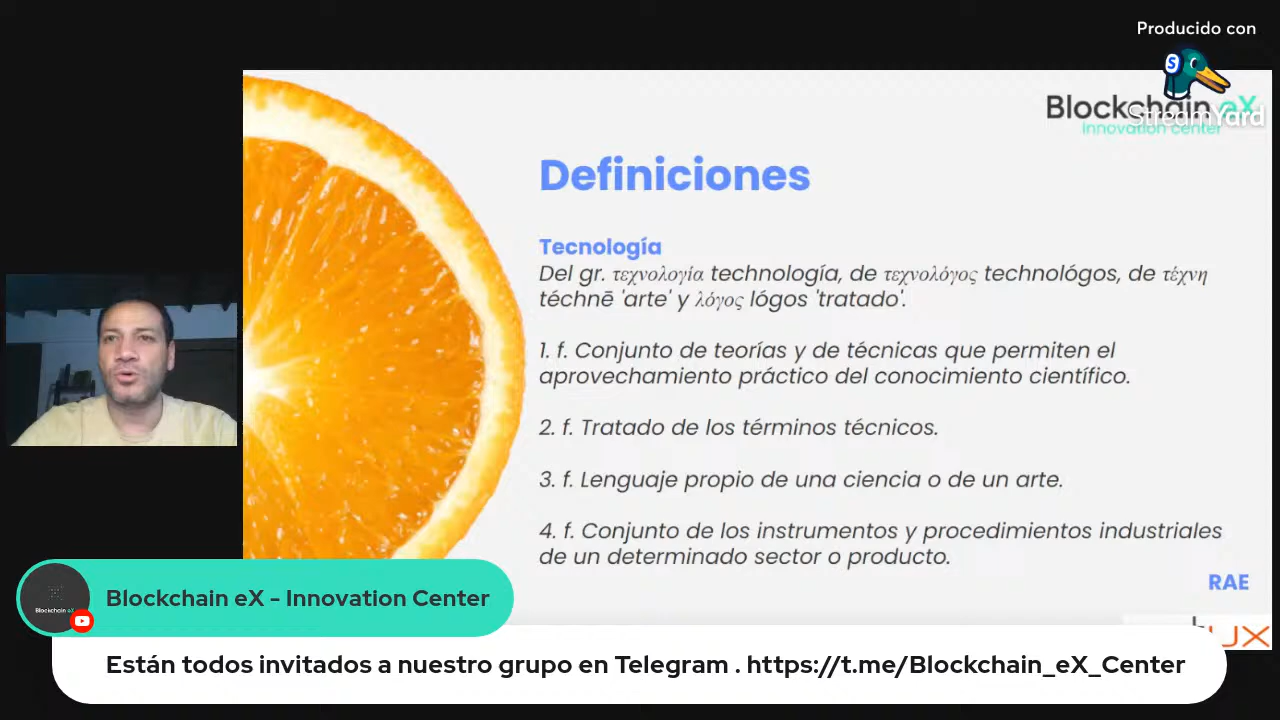 Producido con
StreamYard
Blockchain eX
Innovation center
Definiciones
Tecnología
Del gr. τεχνολογία technología, de τεχνολόγος technológos, de τέχνη
téchnē 'arte' y λόγος lógos 'tratado'.
1. f. Conjunto de teorías y de técnicas que permiten el
aprovechamiento práctico del conocimiento científico.
2. f. Tratado de los términos técnicos.
3. f. Lenguaje propio de una ciencia o de un arte.
4. f. Conjunto de los instrumentos y procedimientos industriales
de un determinado sector o producto.
RAE
Blockchain eX - Innovation Center
Están todos invitados a nuestro grupo en Telegram . https://t.me/Blockchain_eX_Center